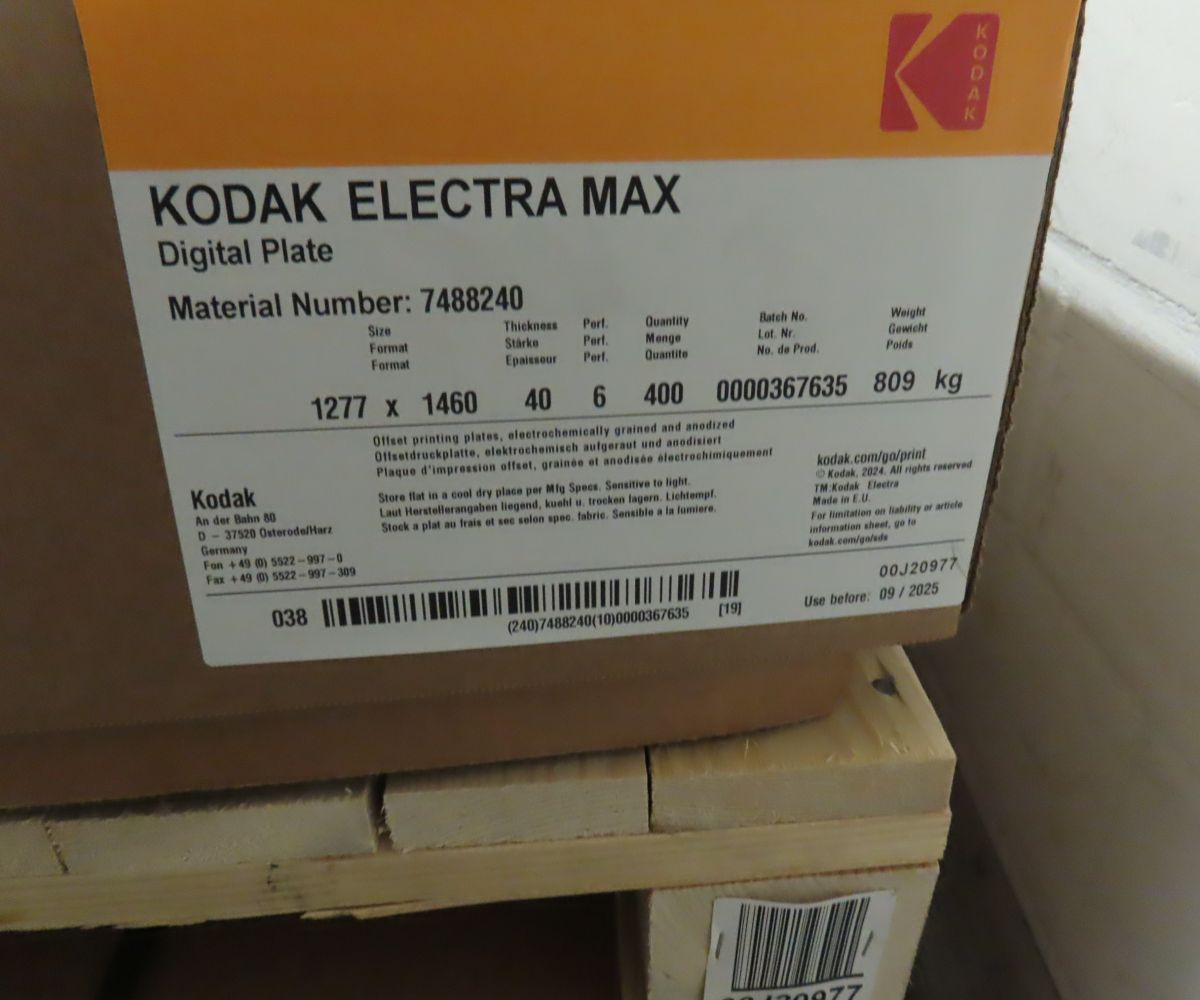 KODAK
KODAK ELECTRA MAX
Digital Plate
Material Number: 7488240
Size Thickness Perf. Quantity Batch No. Weight
Format Stärke Perf. Menge Lot. Nr. Gewicht
Format Epaisseur Perf. Quantite No. de Prod. Poids
1277 x 1460 40 6 400 0000367635 809 kg
Offset printing plates, electrochemically grained and anodized
Offsetdruckplatte, elektrochemisch aufgeraut und anodisiert
Plaque d'impression offset, grainée et anodisée électrochimiquement
Store flat in a cool dry place per Mfg Specs. Sensitive to light.
Laut Herstellerangaben liegend, kuehl u. trocken lagern. Lichtempf.
Stock a plat au frais et sec selon spec. fabric. Sensible a la lumiere.
Kodak
An der Bahn 80
D - 37520 Osterode/Harz
Germany
Fon +49 (0) 5522-997-0
Fax +49 (0) 5522-997-309
kodak.com/go/print
© Kodak, 2024. All rights reserved
TM:Kodak Electra
Made in E.U.
For limitation on liability or article
information sheet, go to
kodak.com/go/sds
00J20977
Use before: 09 / 2025
038
(240)7488240(10)0000367635 [19]
00J20977